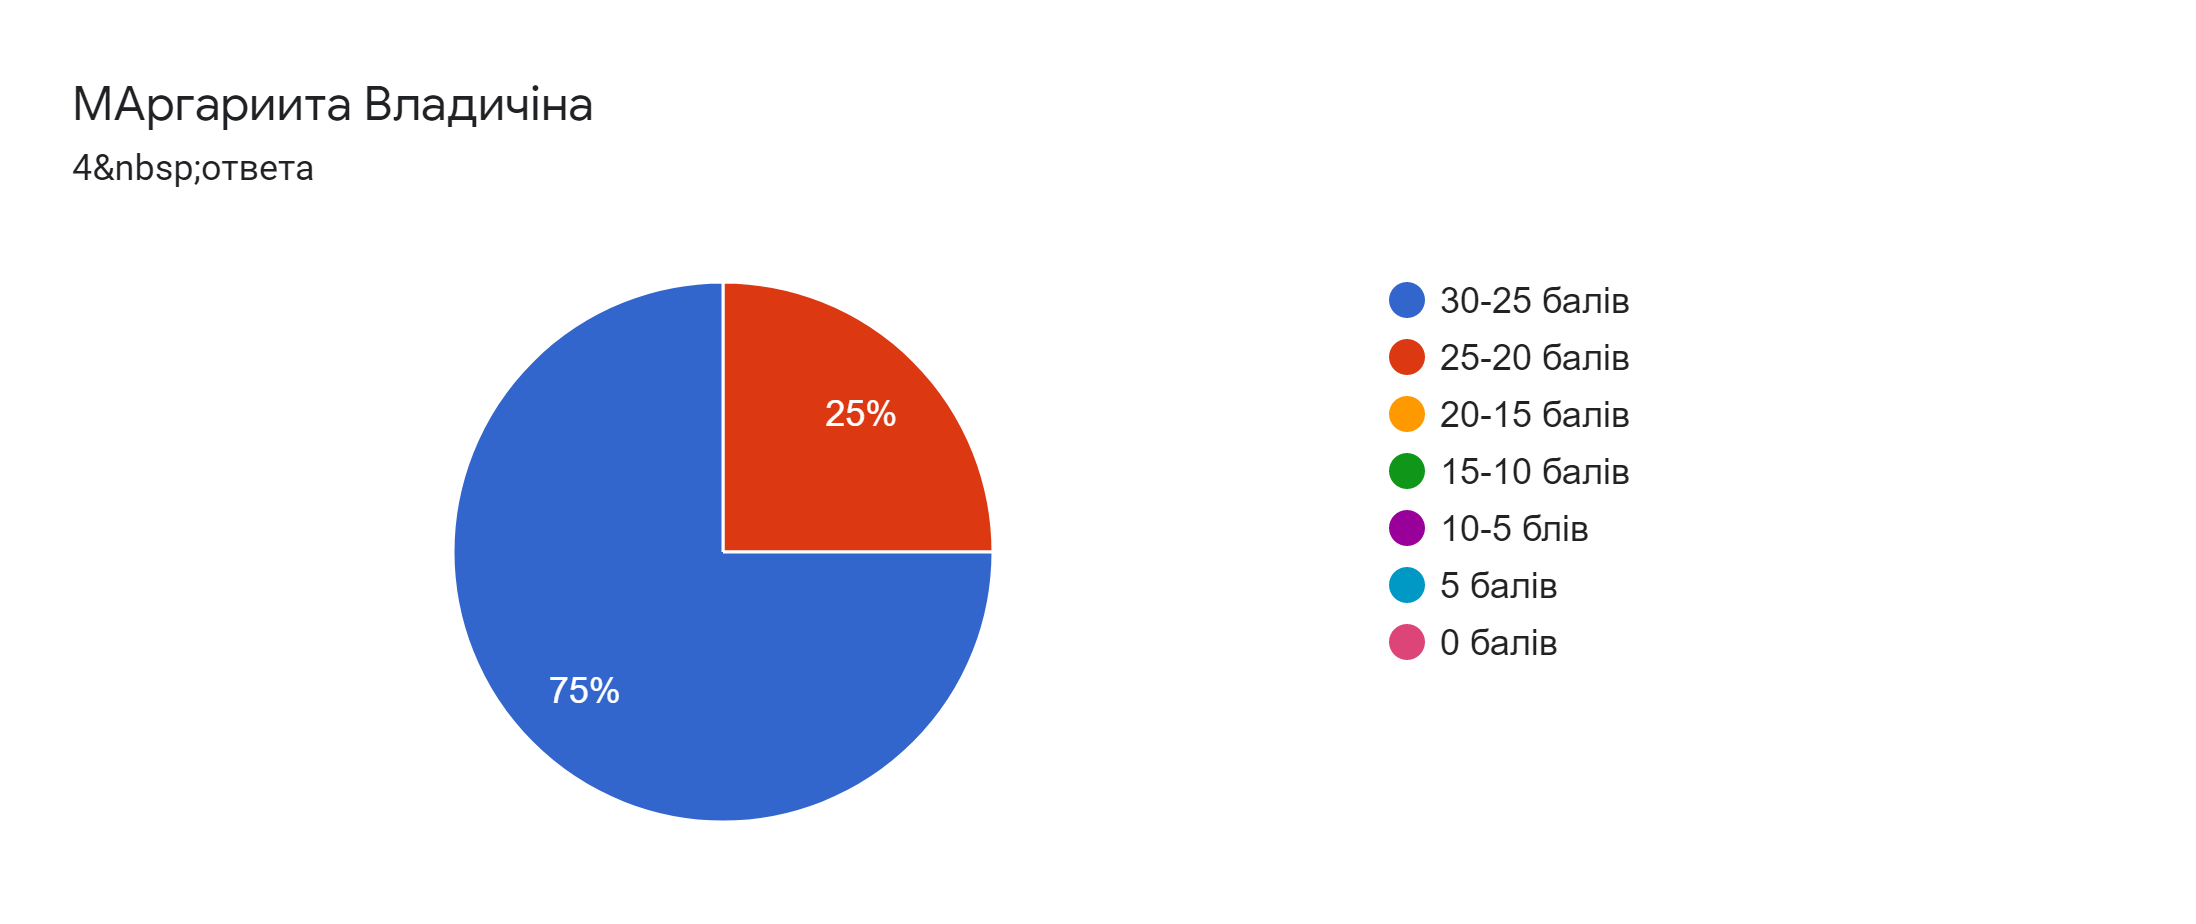 МАргариита Владичіна
4&nbsp;ответа
25%
75%
30-25 балів
25-20 балів
20-15 балів
15-10 балів
10-5 блів
5 балів
0 балів